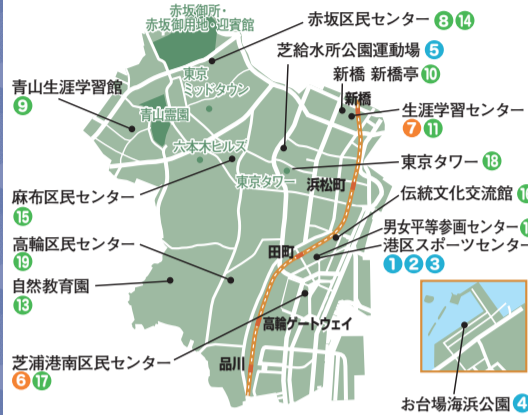 赤坂御所・
赤坂御用地・迎賓館
赤坂区民センター ⑧ ⑭
芝給水所公園運動場 ⑤
新橋 新橋亭 ⑩
新橋
東京
ミッドタウン
青山生涯学習館
⑨
青山霊園
生涯学習センター
⑦ ⑪
六本木ヒルズ
東京タワー ⑱
東京タワー
浜松町
麻布区民センター
⑮
伝統文化交流館
男女平等参画センター
港区スポーツセンター
① ② ③
高輪区民センター
⑲
田町
自然教育園
⑬
高輪ゲートウェイ
芝浦港南区民センター
⑥ ⑰
品川
お台場海浜公園 ④